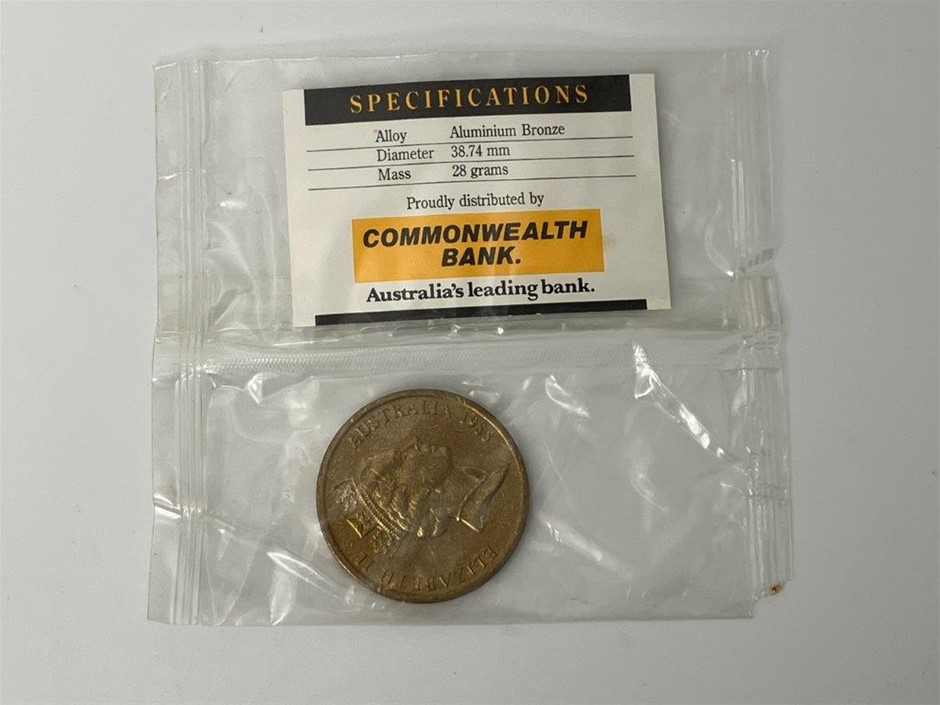 SPECIFICATIONS
Alloy Aluminium Bronze
Diameter 38.74 mm
Mass 28 grams
Proudly distributed by
COMMONWEALTH
BANK.
Australia's leading bank.
AUSTRALIA 1988
ELIZABETH II